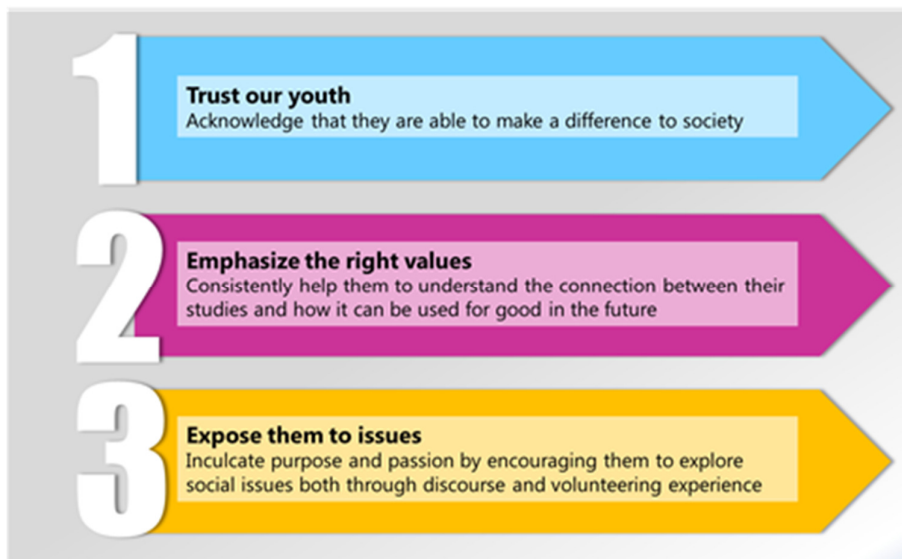 1
Trust our youth
Acknowledge that they are able to make a difference to society
2
Emphasize the right values
Consistently help them to understand the connection between their
studies and how it can be used for good in the future
3
Expose them to issues
Inculcate purpose and passion by encouraging them to explore
social issues both through discourse and volunteering experience